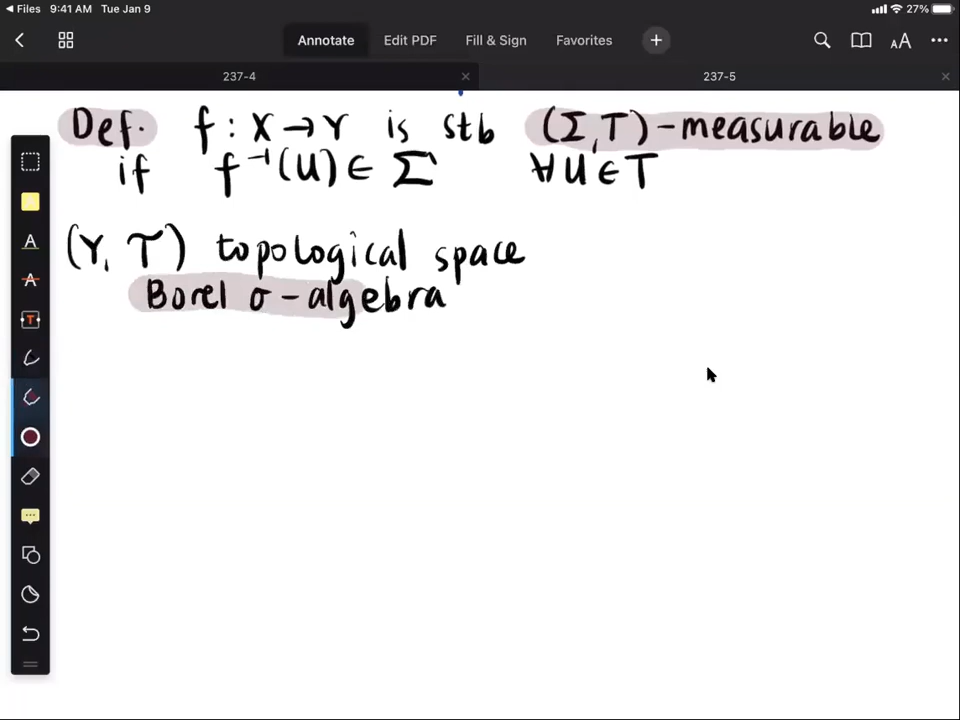 Files 9:41 AM Tue Jan 9 27%
Annotate Edit PDF Fill & Sign Favorites
237-4 237-5
Def. f : X → Y is stb (Σ, T) - measurable
if f⁻¹(U) ∈ Σ ∀ U ∈ T
(Y, T) topological space
Borel σ - algebra